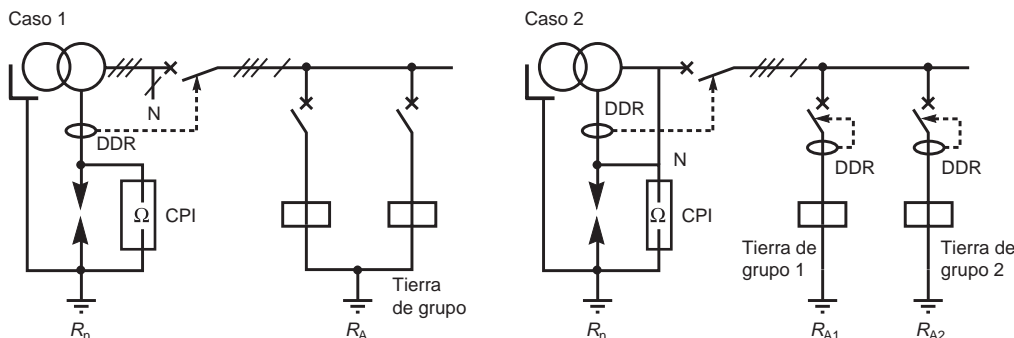 Caso 1
N
DDR
Ω
CPI
Tierra
de grupo
Rn
RA
Caso 2
DDR
N
Ω
CPI
DDR
DDR
Tierra de
grupo 1
Tierra de
grupo 2
Rn
RA1
RA2